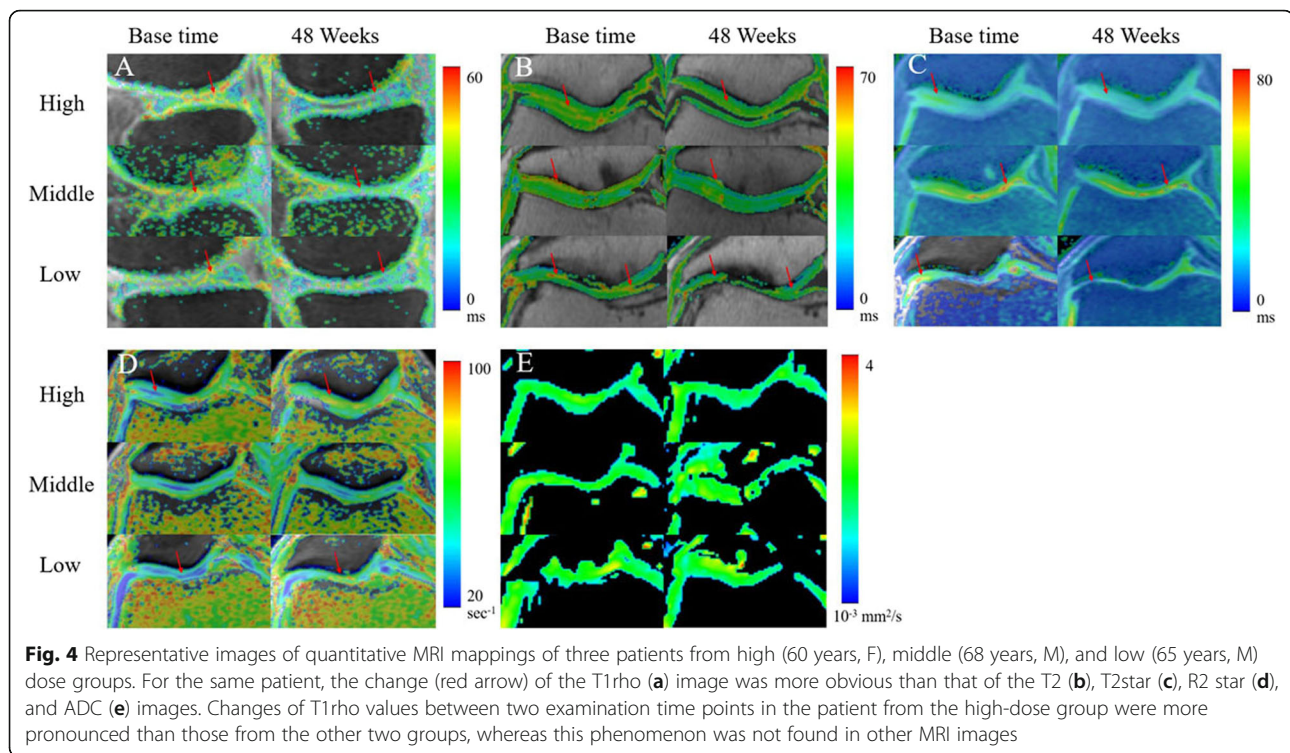 Base time 48 Weeks Base time 48 Weeks Base time 48 Weeks
A 60 B 70 C 80
High
Middle
Low
0 0 0
ms ms ms
D 100 E 4
High
Middle
Low
20
sec⁻¹ 10⁻³ mm²/s
Fig. 4 Representative images of quantitative MRI mappings of three patients from high (60 years, F), middle (68 years, M), and low (65 years, M)
dose groups. For the same patient, the change (red arrow) of the T1rho (a) image was more obvious than that of the T2 (b), T2star (c), R2 star (d),
and ADC (e) images. Changes of T1rho values between two examination time points in the patient from the high-dose group were more
pronounced than those from the other two groups, whereas this phenomenon was not found in other MRI images